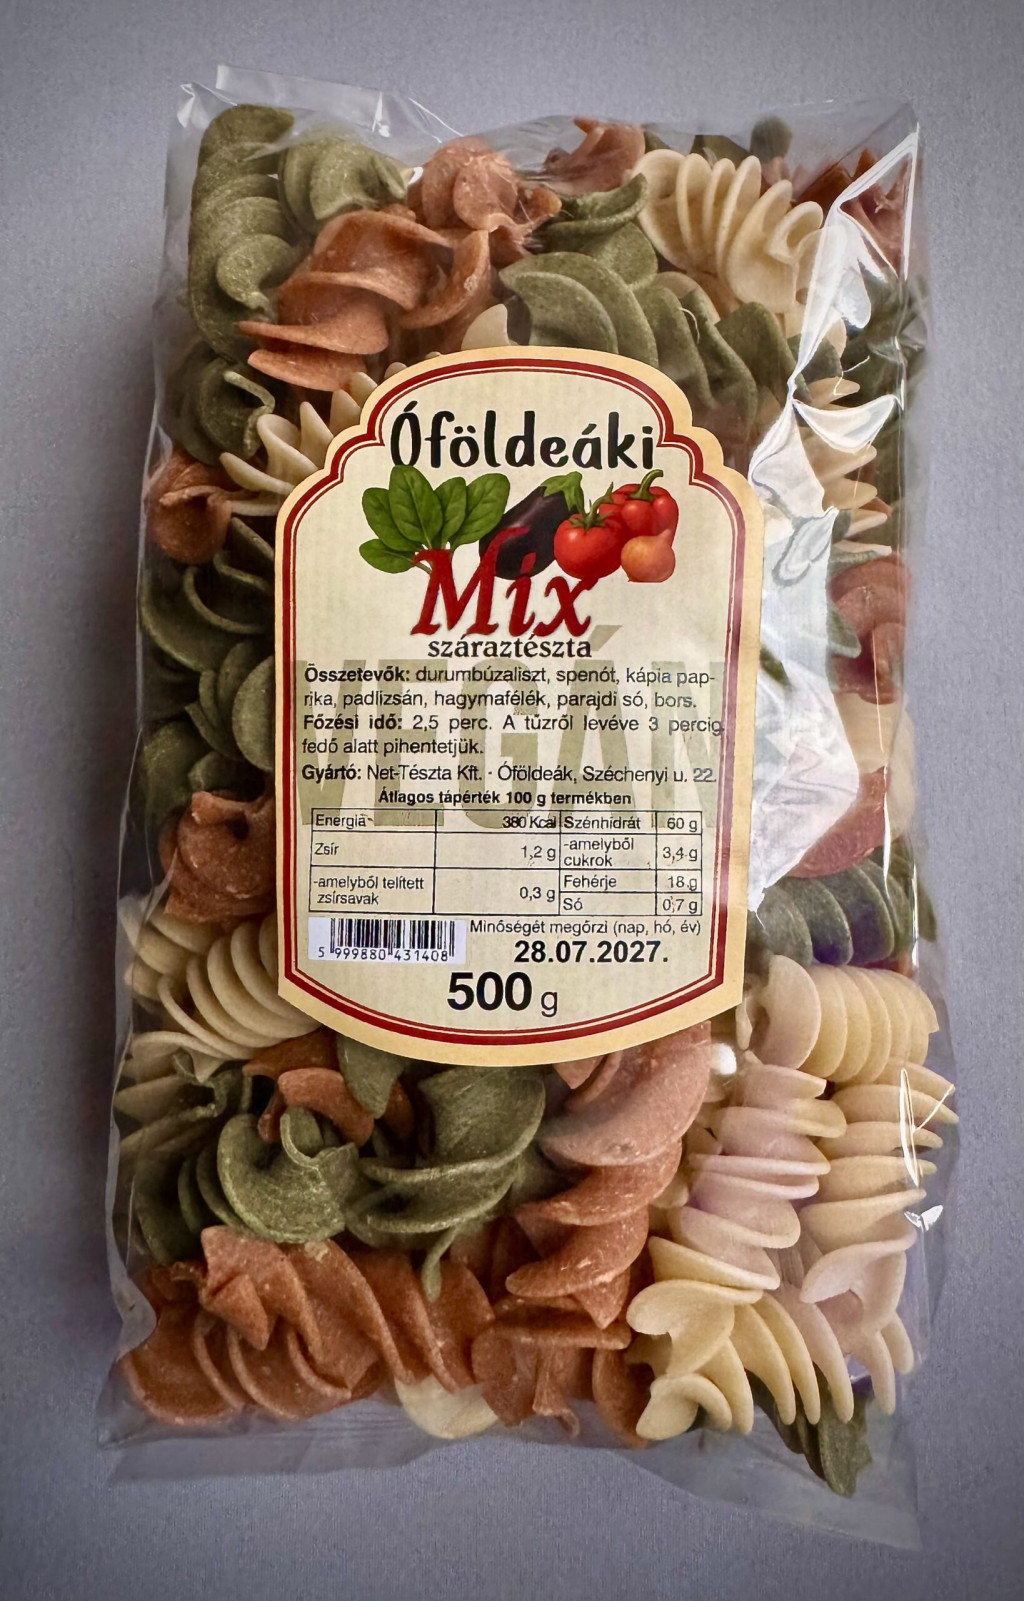 Óföldeáki
Mix
száraztészta
VEGÁN
Összetevők: durumbúzaliszt, spenót, kápia pap-
rika, padlizsán, hagymafélék, parajdi só, bors.
Főzési idő: 2,5 perc. A tűzről levéve 3 percig
fedő alatt pihentetjük.
Gyártó: Net-Tészta Kft. - Óföldeák, Széchenyi u. 22.
Átlagos tápérték 100 g termékben
Energia 380 Kcal Szénhidrát 60 g
Zsír 1,2 g -amelyből cukrok 3,4 g
-amelyből telített zsírsavak 0,3 g Fehérje 18 g
Só 0,7 g
Minőségét megőrzi (nap, hó, év)
28.07.2027.
5 999880 431408
500 g